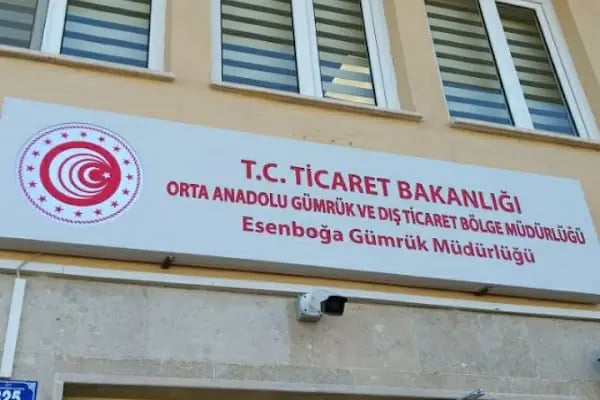 T.C. TİCARET BAKANLIĞI
ORTA ANADOLU GÜMRÜK VE DIŞ TİCARET BÖLGE MÜDÜRLÜĞÜ
Esenboğa Gümrük Müdürlüğü